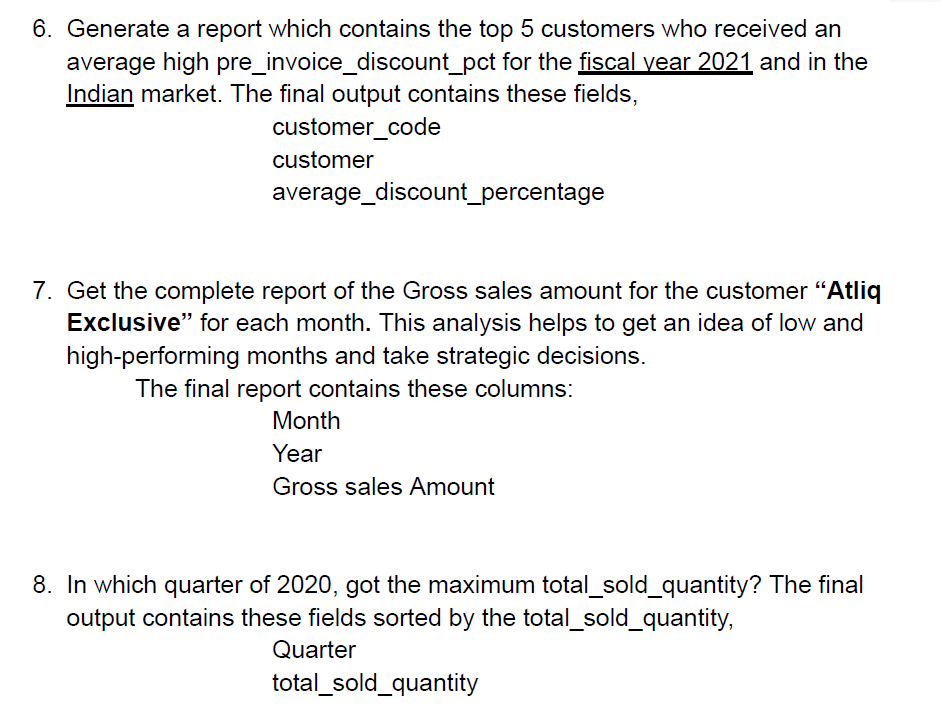 6. Generate a report which contains the top 5 customers who received an
average high pre_invoice_discount_pct for the fiscal year 2021 and in the
Indian market. The final output contains these fields,
customer_code
customer
average_discount_percentage
7. Get the complete report of the Gross sales amount for the customer “Atliq
Exclusive” for each month. This analysis helps to get an idea of low and
high-performing months and take strategic decisions.
The final report contains these columns:
Month
Year
Gross sales Amount
8. In which quarter of 2020, got the maximum total_sold_quantity? The final
output contains these fields sorted by the total_sold_quantity,
Quarter
total_sold_quantity